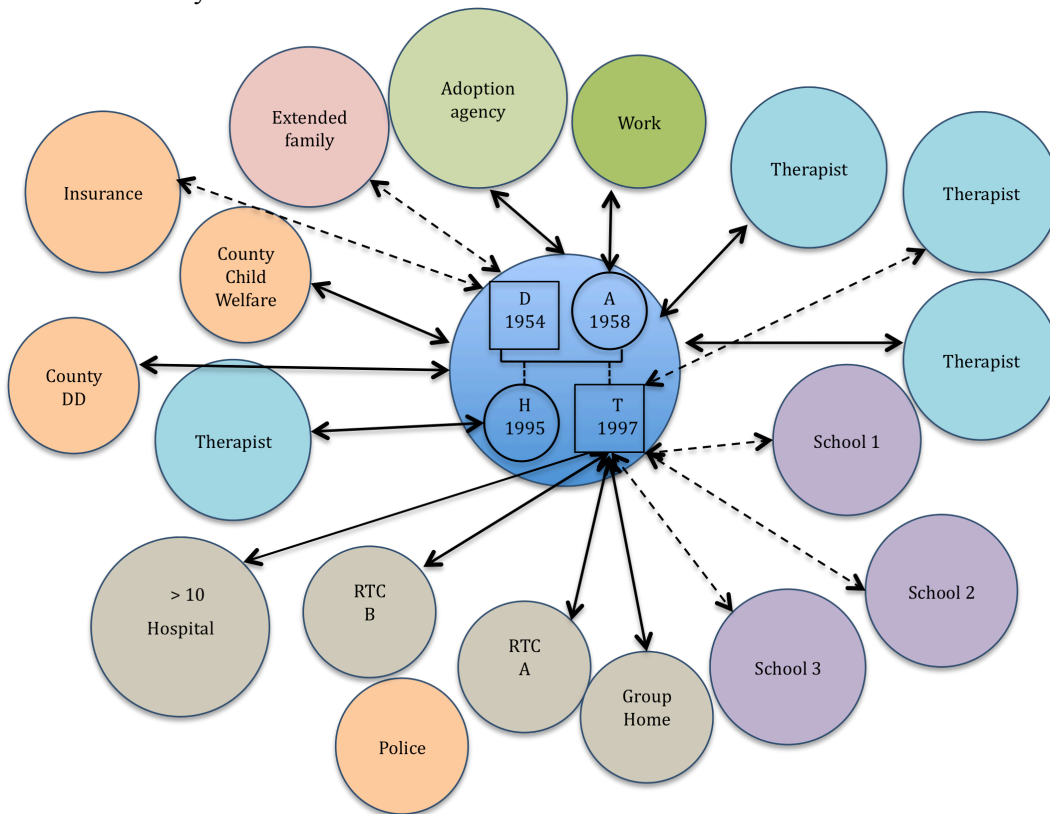 Adoption
agency
Extended
family
Work
Therapist
Therapist
Insurance
County
Child
Welfare
D
1954
A
1958
Therapist
County
DD
H
1995
T
1997
Therapist
School 1
> 10
Hospital
RTC
B
School 2
RTC
A
School 3
Group
Home
Police